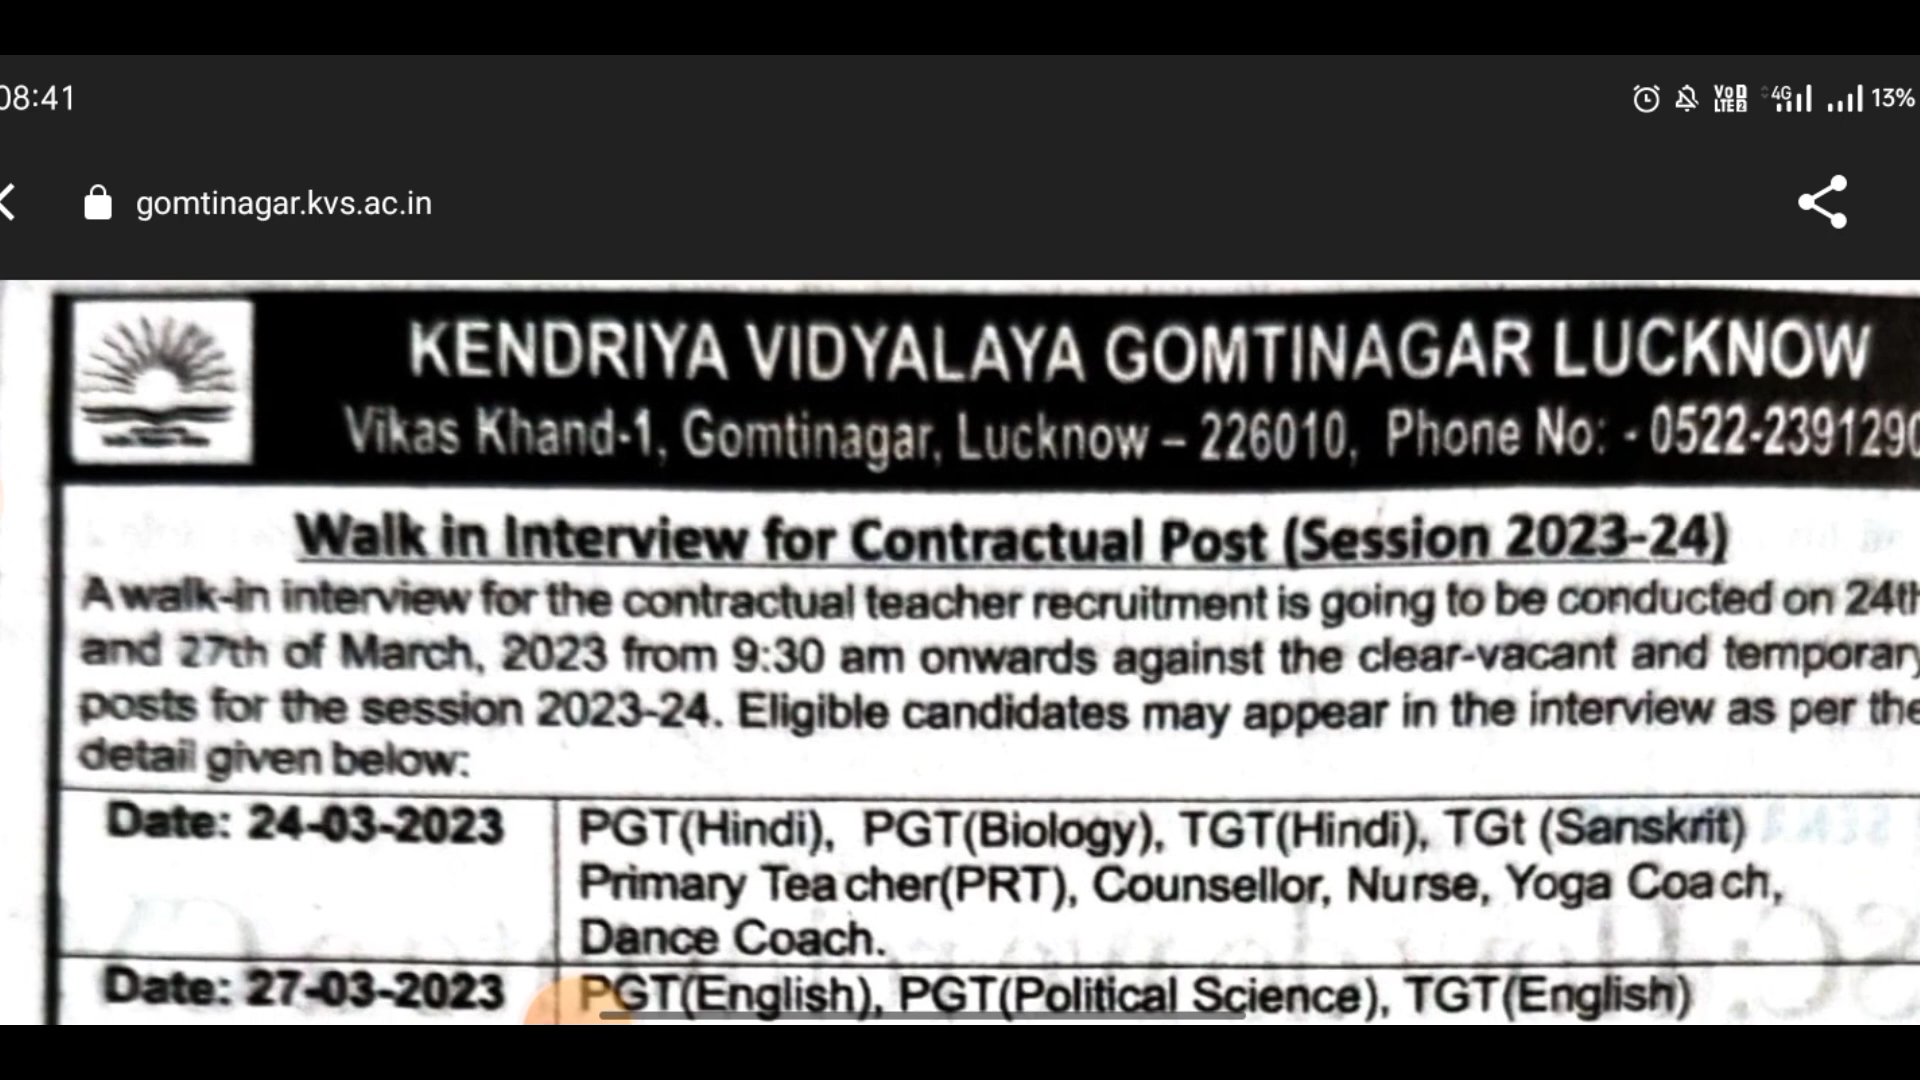 08:41
VoD LTE2 4G 13%
gomtinagar.kvs.ac.in
KENDRIYA VIDYALAYA GOMTINAGAR LUCKNOW
Vikas Khand-1, Gomtinagar, Lucknow – 226010, Phone No: - 0522-2391290
Walk in Interview for Contractual Post (Session 2023-24)
A walk-in interview for the contractual teacher recruitment is going to be conducted on 24th
and 27th of March, 2023 from 9:30 am onwards against the clear-vacant and temporary
posts for the session 2023-24. Eligible candidates may appear in the interview as per the
detail given below:
Date: 24-03-2023 PGT(Hindi), PGT(Biology), TGT(Hindi), TGt (Sanskrit)
Primary Teacher(PRT), Counsellor, Nurse, Yoga Coach,
Dance Coach.
Date: 27-03-2023 PGT(English), PGT(Political Science), TGT(English)